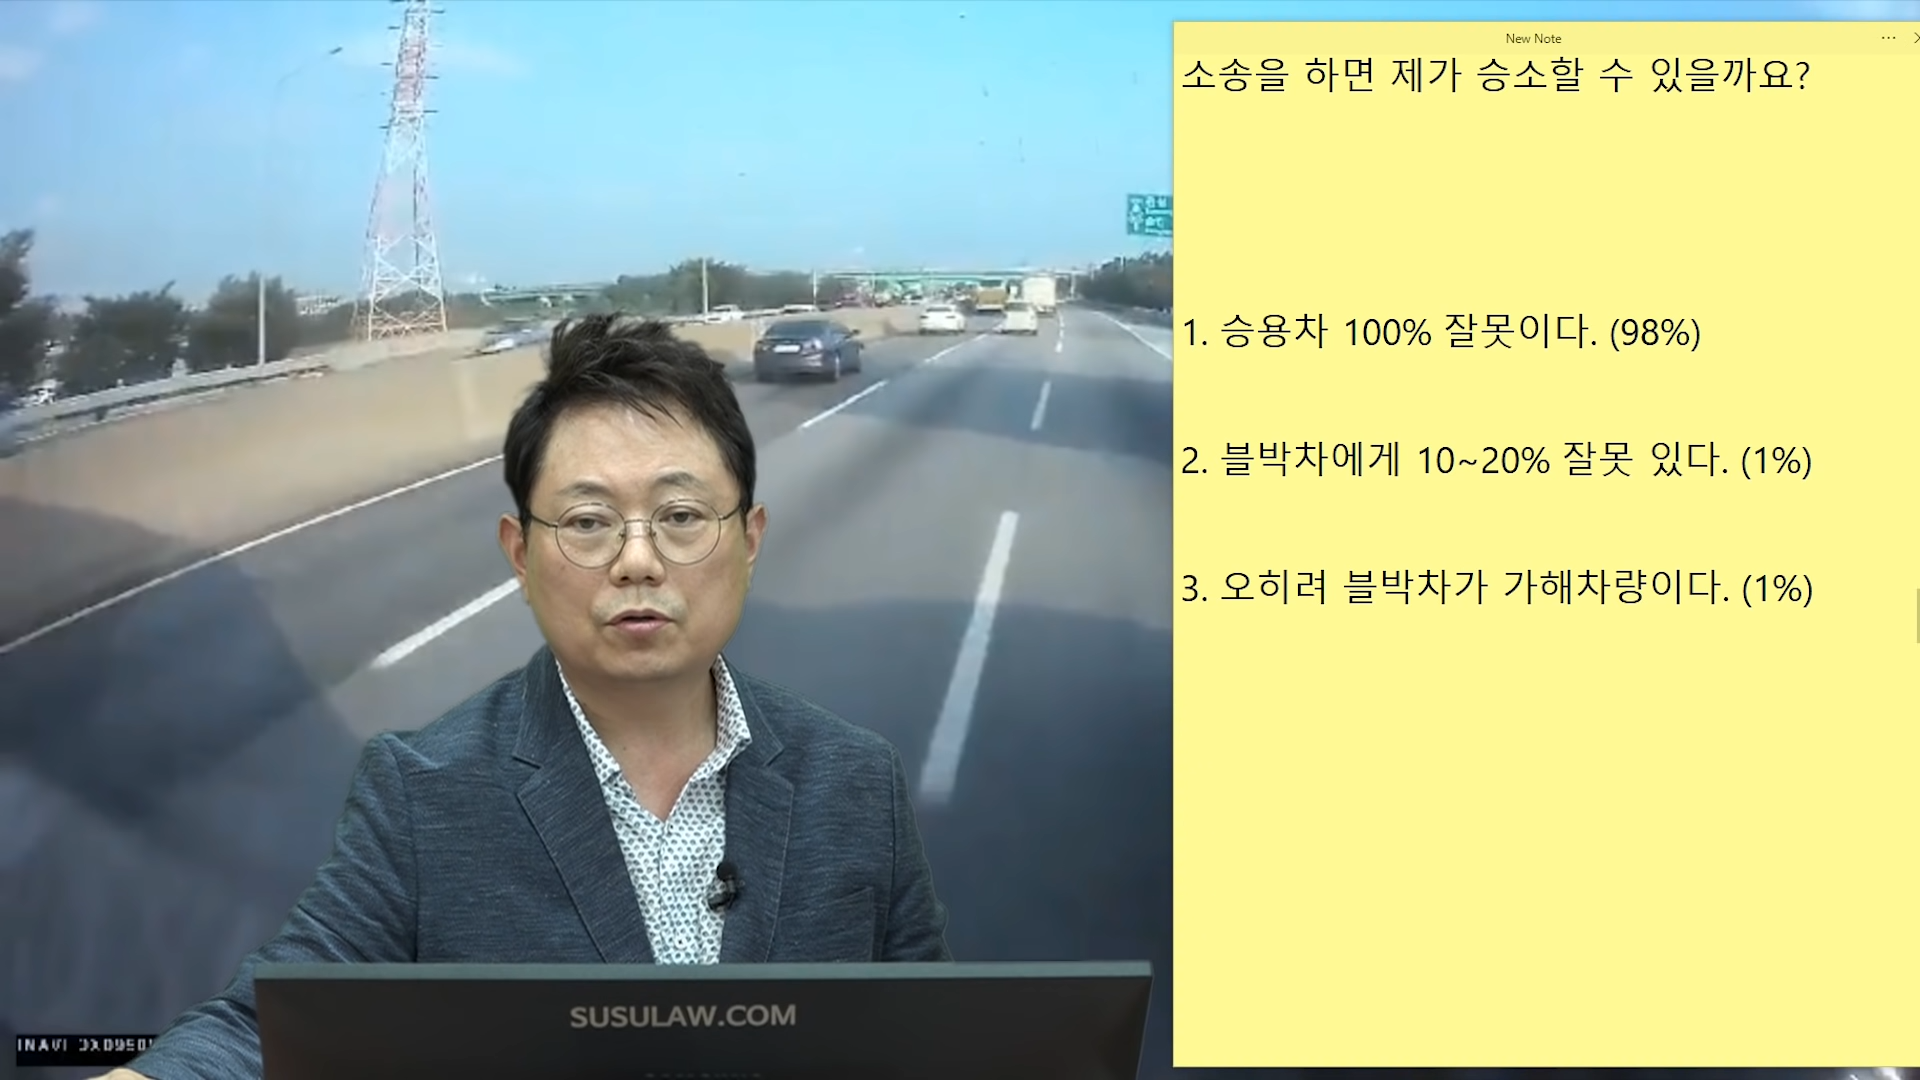 New Note
소송을 하면 제가 승소할 수 있을까요?
1. 승용차 100% 잘못이다. (98%)
2. 블박차에게 10~20% 잘못 있다. (1%)
3. 오히려 블박차가 가해차량이다. (1%)
SUSULAW.COM
INAVI